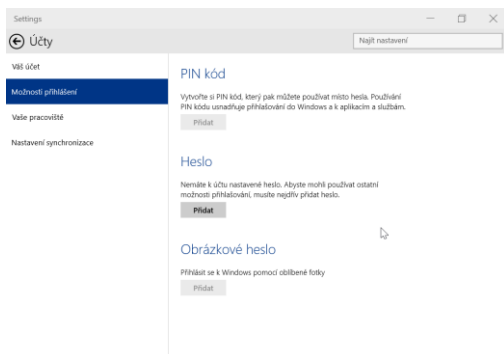 Settings
Účty
Najít nastavení
Váš účet
Možnosti přihlášení
Vaše pracoviště
Nastavení synchronizace
PIN kód
Vytvořte si PIN kód, který pak můžete používat místo hesla. Používání
PIN kódu usnadňuje přihlašování do Windows a k aplikacím a službám.
Přidat
Heslo
Nemáte k účtu nastavené heslo. Abyste mohli používat ostatní
možnosti přihlašování, musíte nejdřív přidat heslo.
Přidat
Obrázkové heslo
Přihlásit se k Windows pomocí oblíbené fotky
Přidat